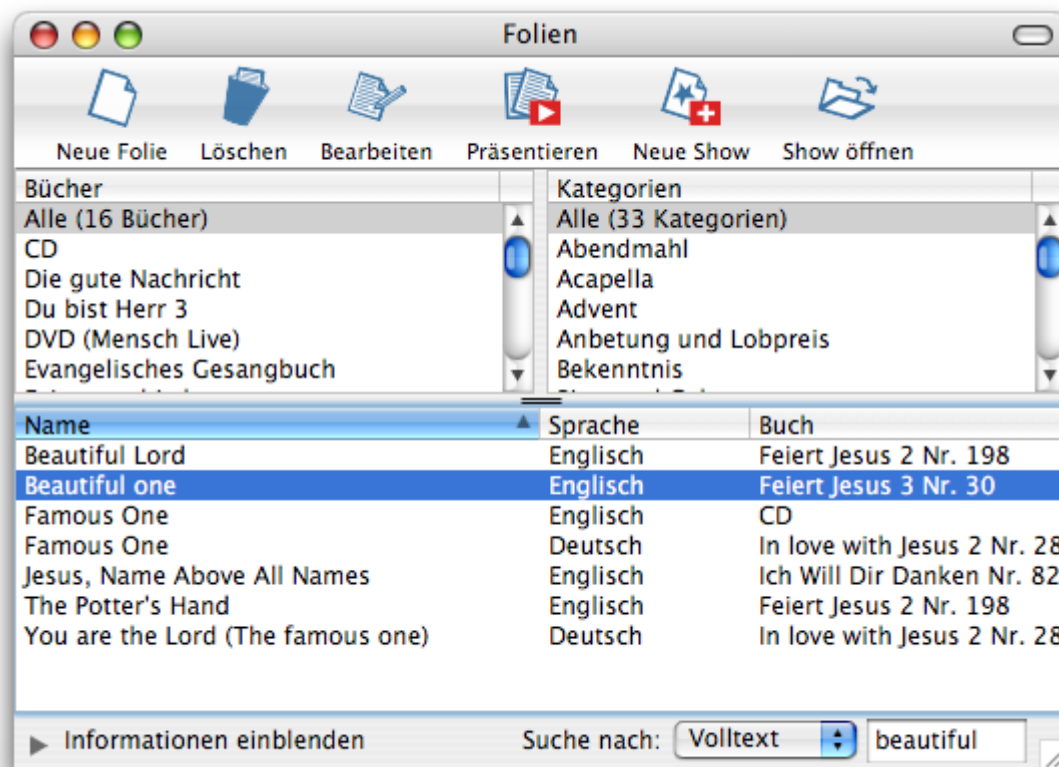 Folien
Neue Folie Löschen Bearbeiten Präsentieren Neue Show Show öffnen
Bücher
Alle (16 Bücher)
CD
Die gute Nachricht
Du bist Herr 3
DVD (Mensch Live)
Evangelisches Gesangbuch
Kategorien
Alle (33 Kategorien)
Abendmahl
Acapella
Advent
Anbetung und Lobpreis
Bekenntnis
Name Sprache Buch
Beautiful Lord Englisch Feiert Jesus 2 Nr. 198
Beautiful one Englisch Feiert Jesus 3 Nr. 30
Famous One Englisch CD
Famous One Deutsch In love with Jesus 2 Nr. 28
Jesus, Name Above All Names Englisch Ich Will Dir Danken Nr. 82
The Potter's Hand Englisch Feiert Jesus 2 Nr. 198
You are the Lord (The famous one) Deutsch In love with Jesus 2 Nr. 28
Informationen einblenden Suche nach: Volltext beautiful